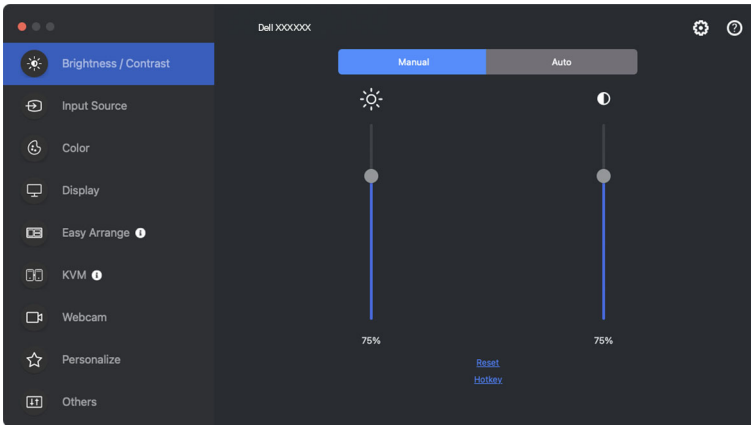 Dell XXXXXX
Brightness / Contrast
Input Source
Color
Display
Easy Arrange
KVM
Webcam
Personalize
Others
Manual Auto
75% 75%
Reset
Hotkey